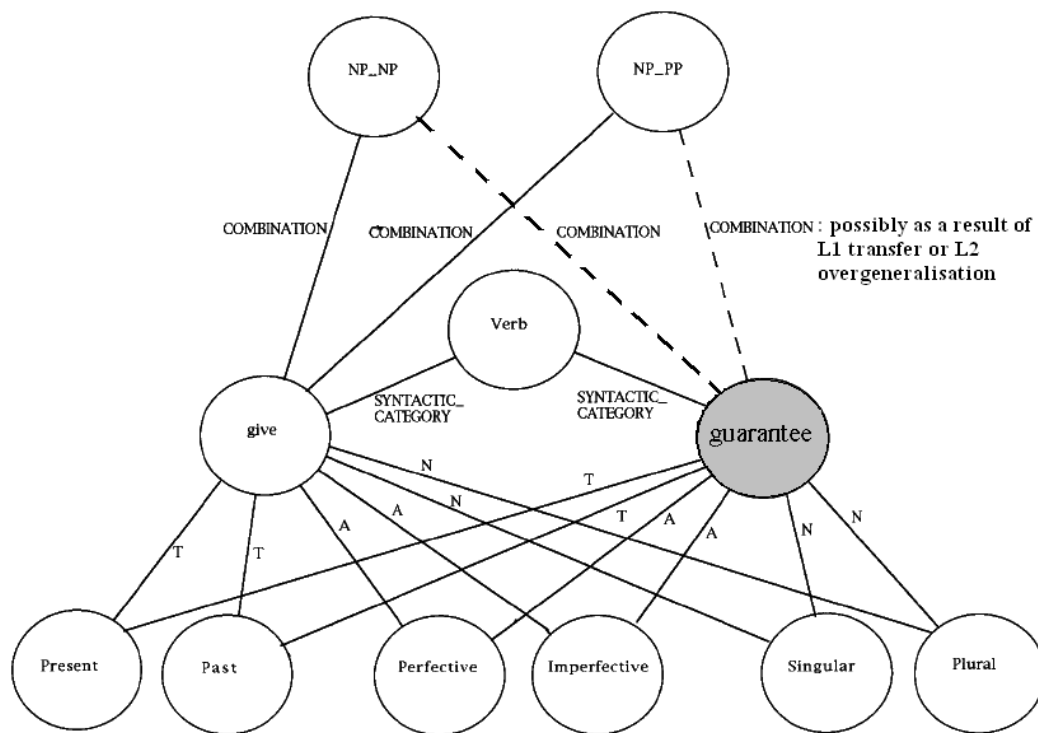 NP_NP
NP_PP
COMBINATION
COMBINATION
COMBINATION
COMBINATION : possibly as a result of
L1 transfer or L2
overgeneralisation
Verb
SYNTACTIC_
CATEGORY
SYNTACTIC_
CATEGORY
give
guarantee
N
T
A
N
T
A
N
N
T
T
A
A
Present
Past
Perfective
Imperfective
Singular
Plural